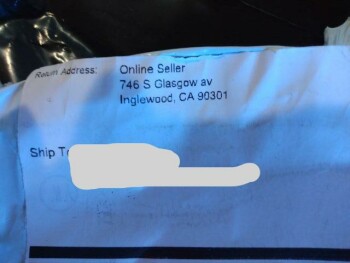 Return Address: Online Seller
746 S Glasgow av
Inglewood, CA 90301
Ship To